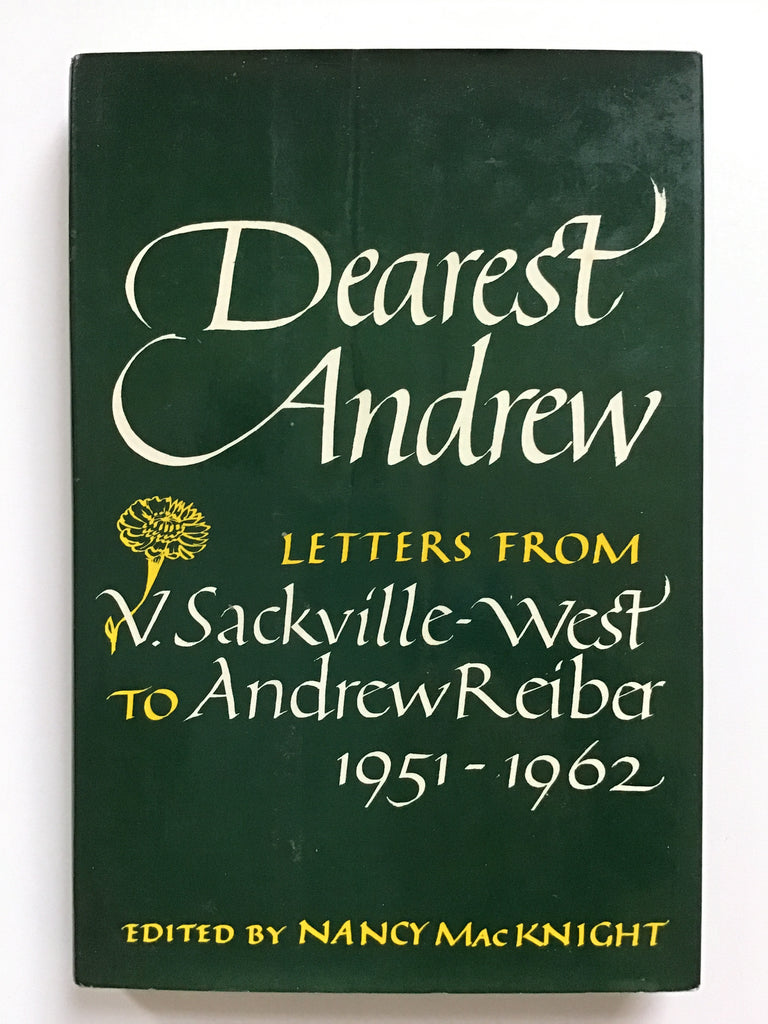 Dearest
Andrew
LETTERS FROM
V. Sackville-West
TO Andrew Reiber
1951-1962
EDITED BY NANCY MacKNIGHT